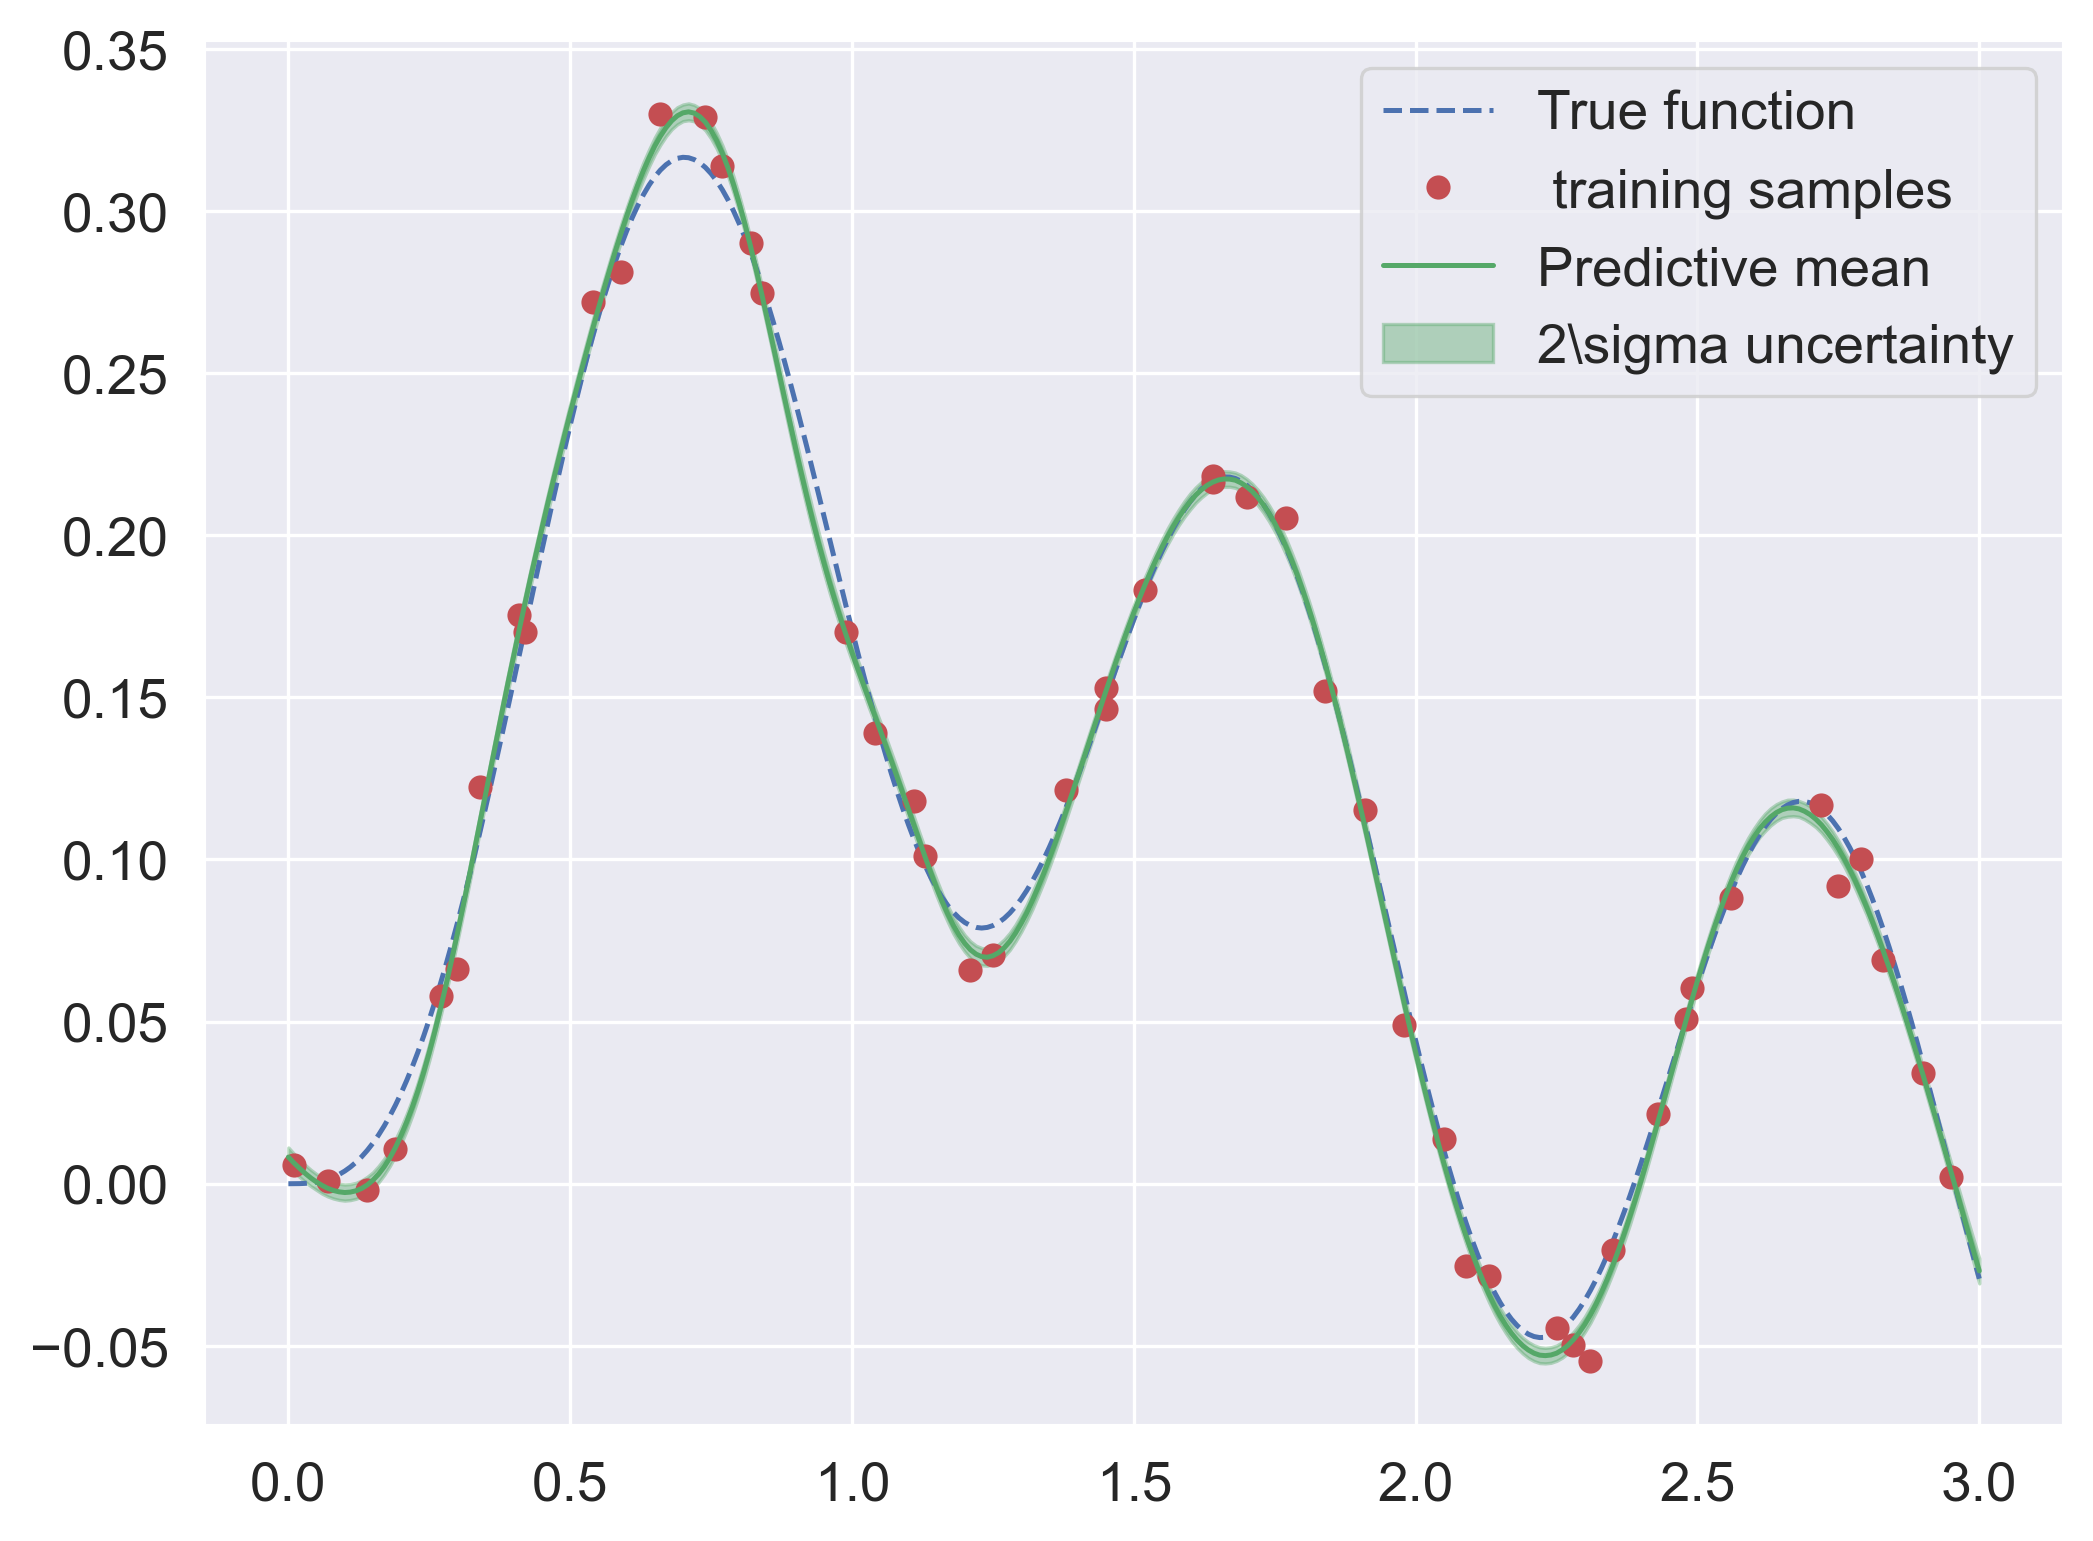 0.35
0.30
0.25
0.20
0.15
0.10
0.05
0.00
−0.05
True function
training samples
Predictive mean
2\sigma uncertainty
0.0 0.5 1.0 1.5 2.0 2.5 3.0